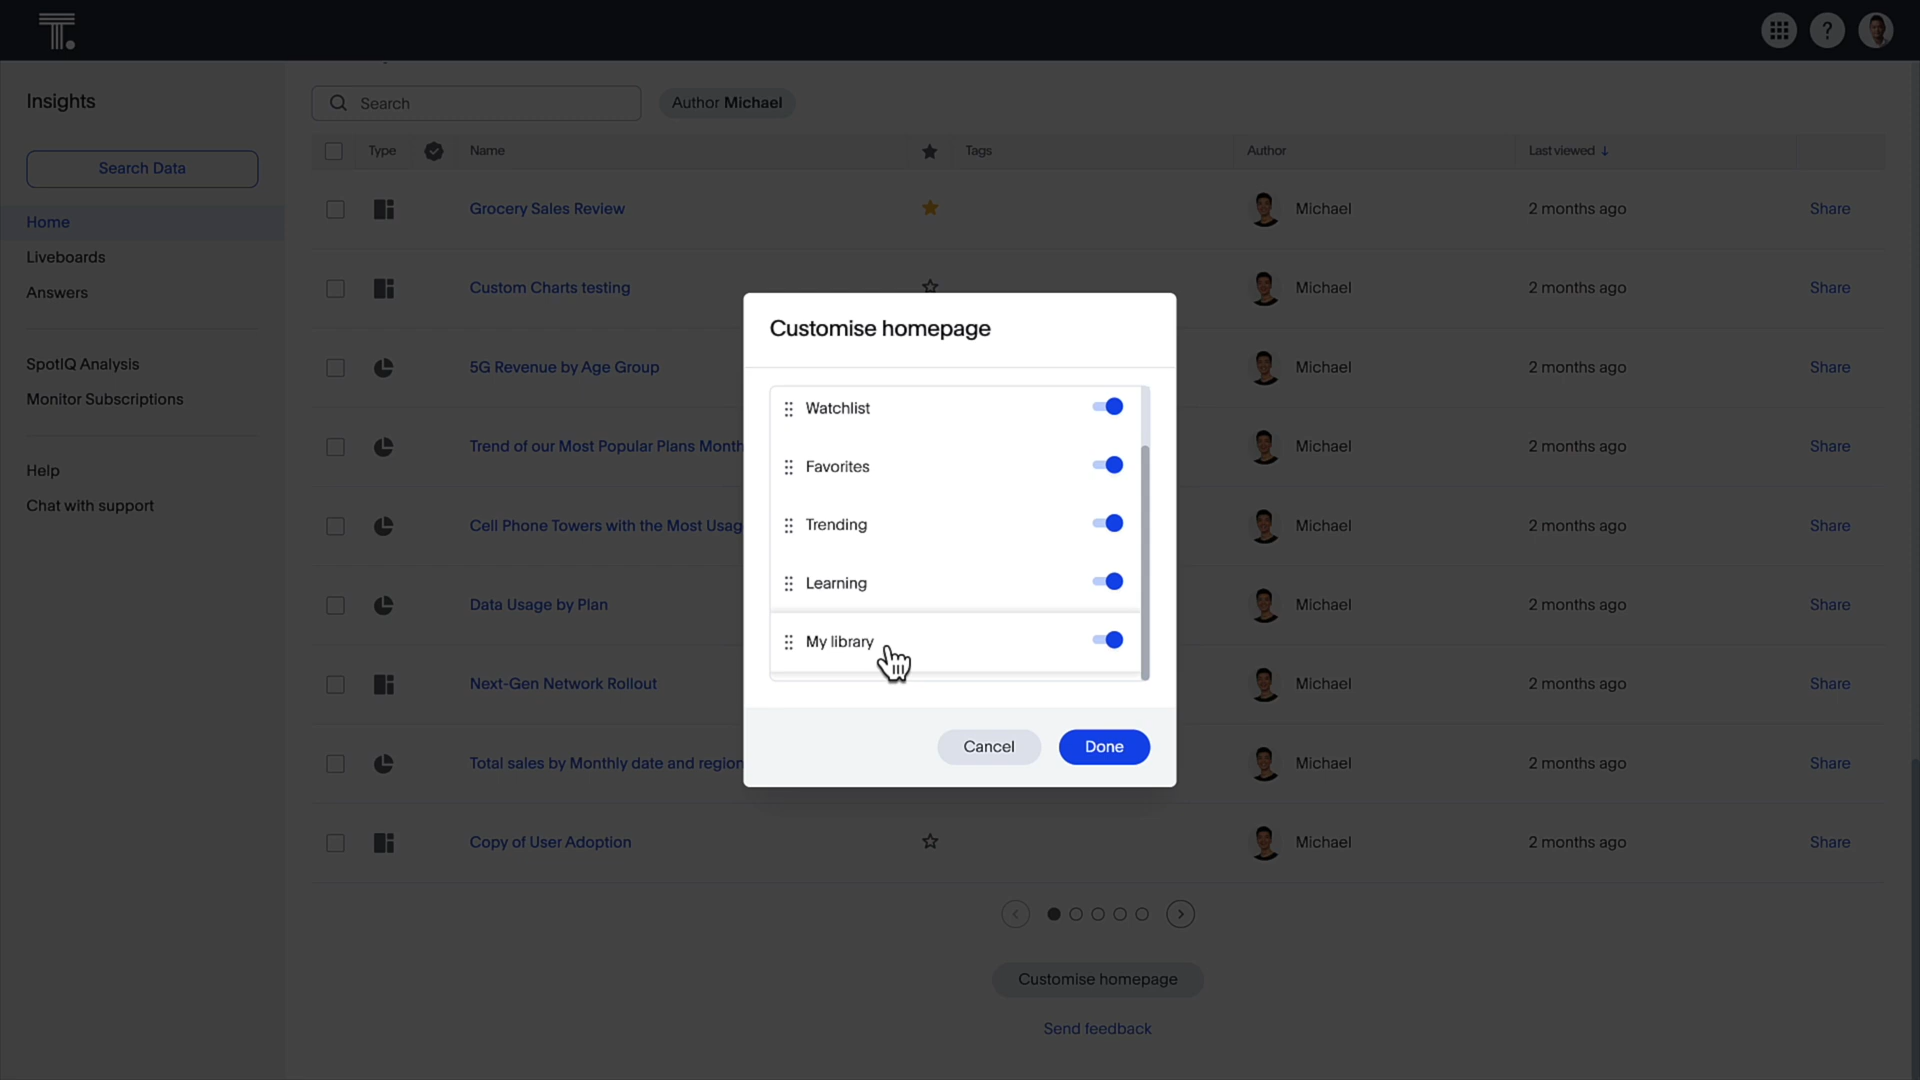 T.
?
Insights
Search
Author Michael
Type Name Tags Author Last viewed
Search Data
Grocery Sales Review Michael 2 months ago Share
Home
Liveboards
Custom Charts testing Michael 2 months ago Share
Answers
Customise homepage
SpotIQ Analysis
5G Revenue by Age Group Michael 2 months ago Share
Monitor Subscriptions
Watchlist
Trend of our Most Popular Plans Month Michael 2 months ago Share
Favorites
Help
Chat with support
Cell Phone Towers with the Most Usag Michael 2 months ago Share
Trending
Learning
Data Usage by Plan Michael 2 months ago Share
My library
Next-Gen Network Rollout Michael 2 months ago Share
Cancel Done
Total sales by Monthly date and region Michael 2 months ago Share
Copy of User Adoption Michael 2 months ago Share
Customise homepage
Send feedback